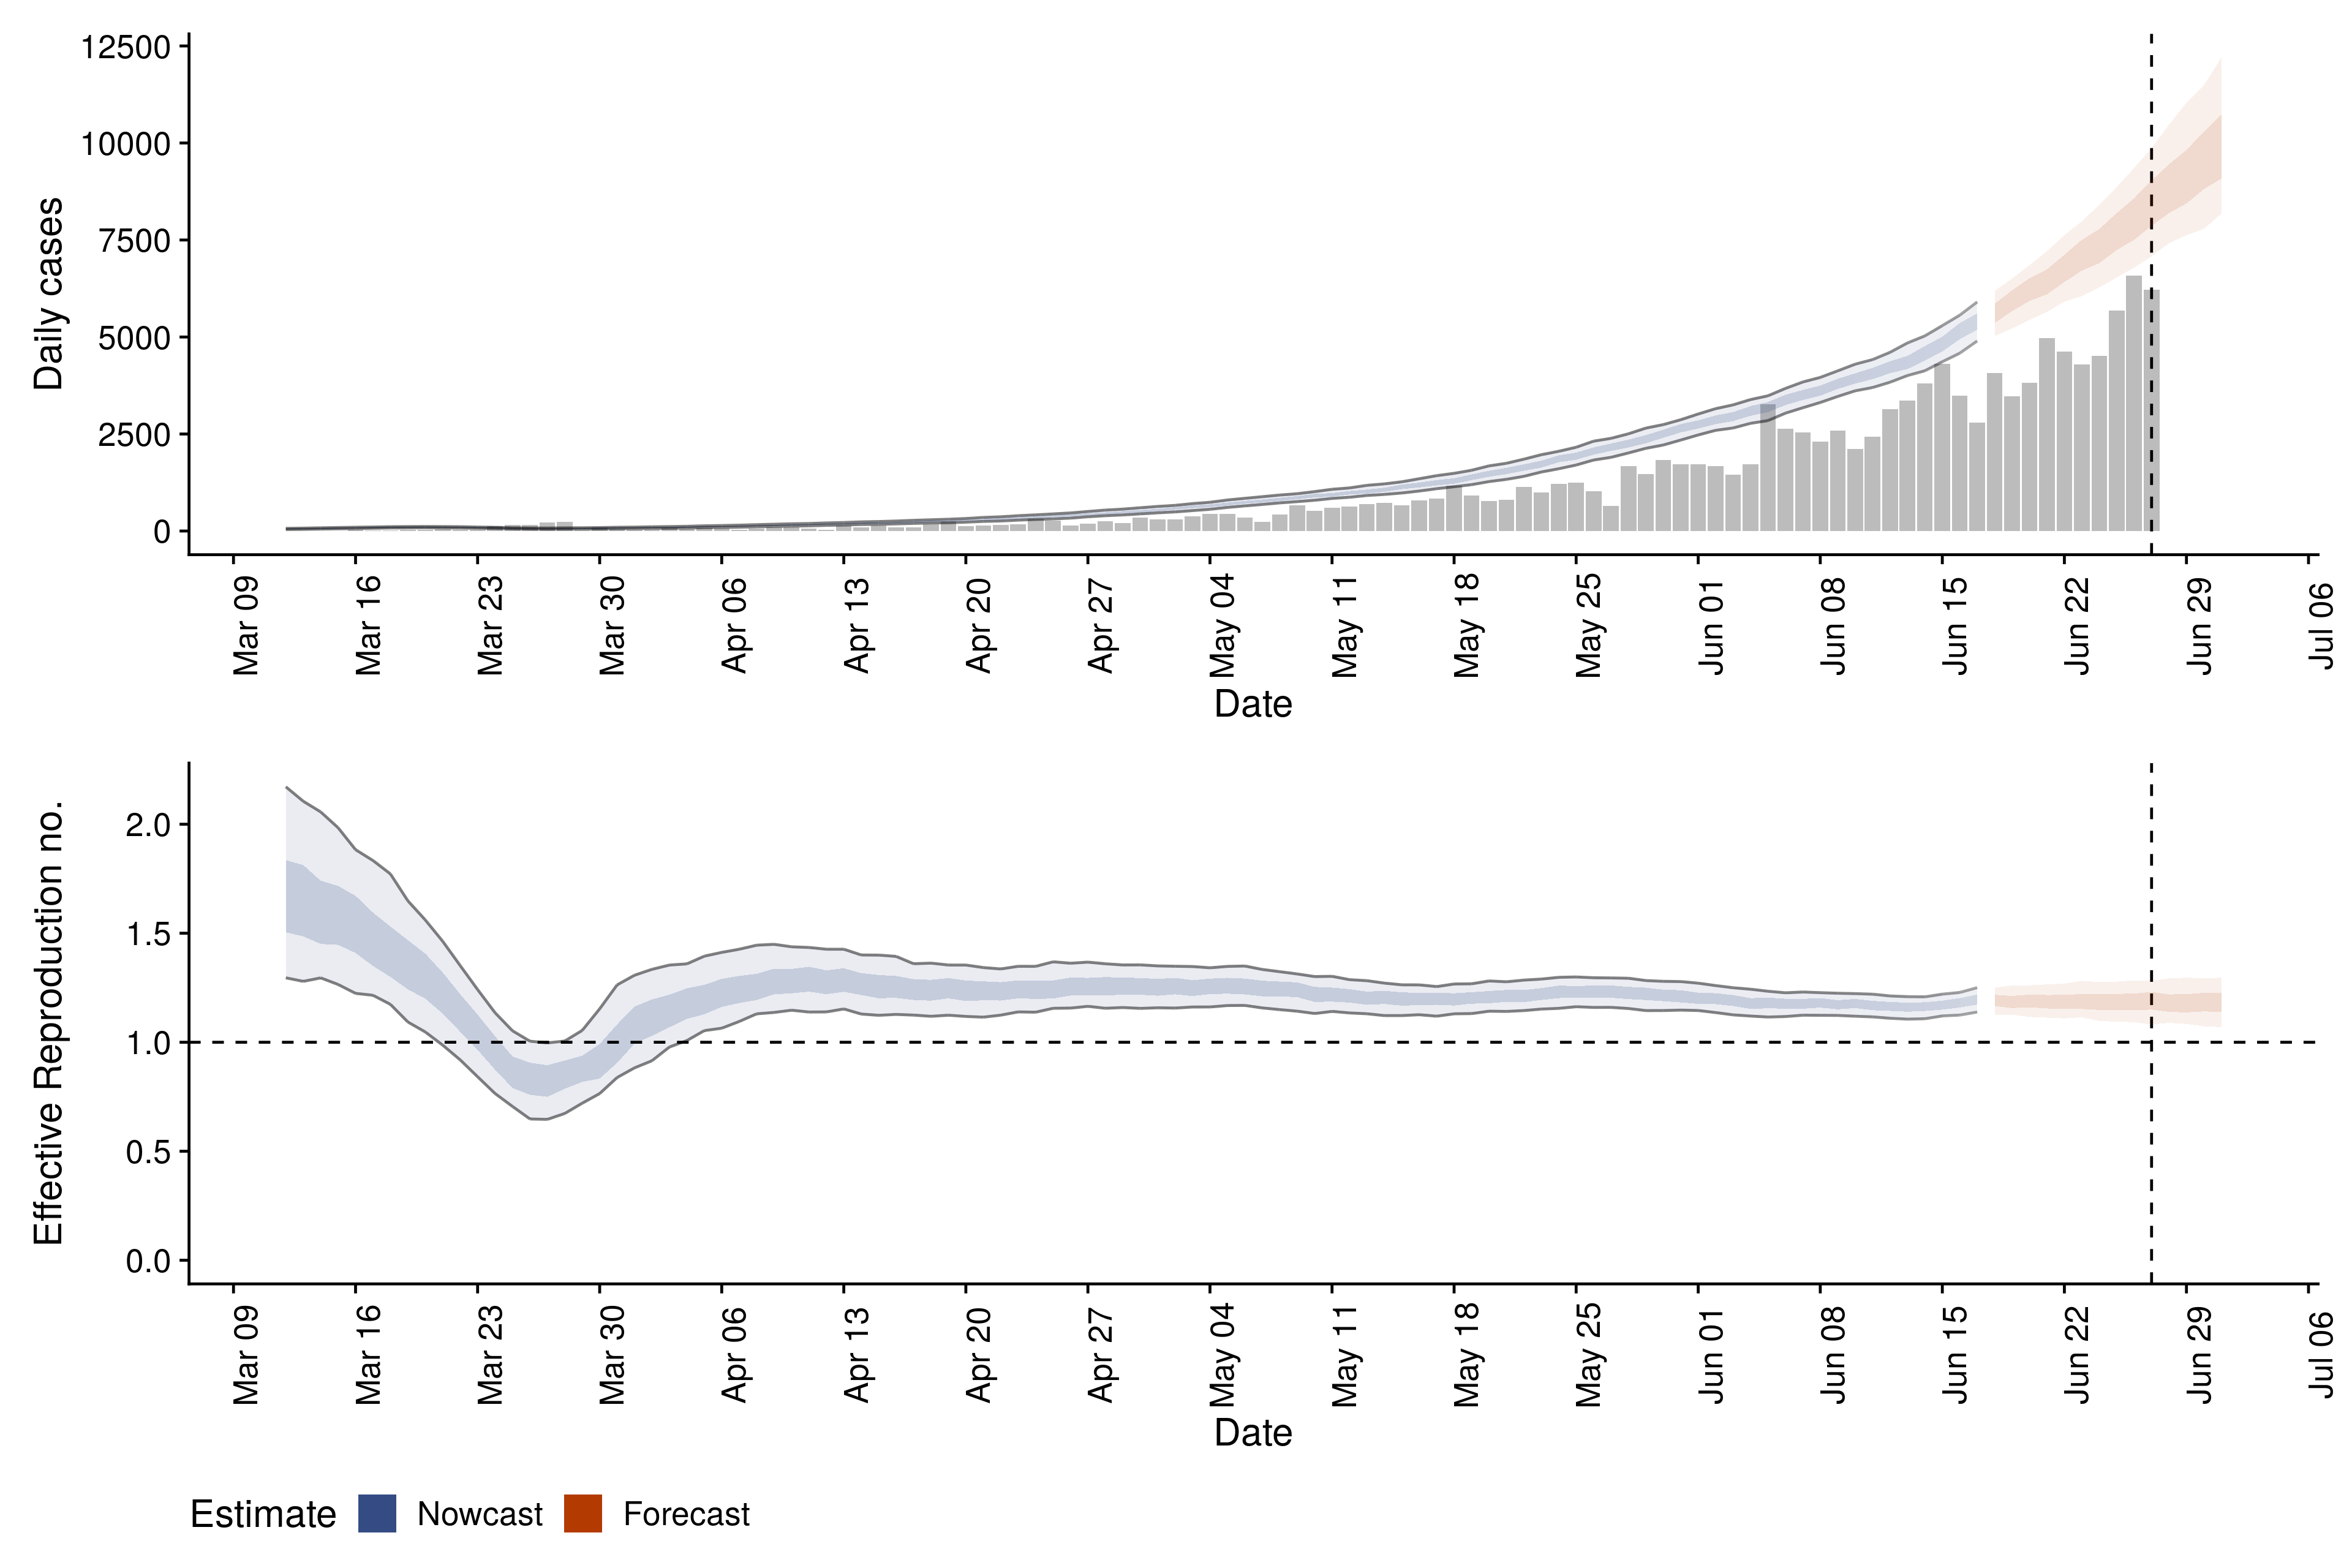 12500
10000
7500
5000
2500
0
Daily cases
Mar 09 Mar 16 Mar 23 Mar 30 Apr 06 Apr 13 Apr 20 Apr 27 May 04 May 11 May 18 May 25 Jun 01 Jun 08 Jun 15 Jun 22 Jun 29 Jul 06
Date
2.0
1.5
1.0
0.5
0.0
Effective Reproduction no.
Mar 09 Mar 16 Mar 23 Mar 30 Apr 06 Apr 13 Apr 20 Apr 27 May 04 May 11 May 18 May 25 Jun 01 Jun 08 Jun 15 Jun 22 Jun 29 Jul 06
Date
Estimate Nowcast Forecast